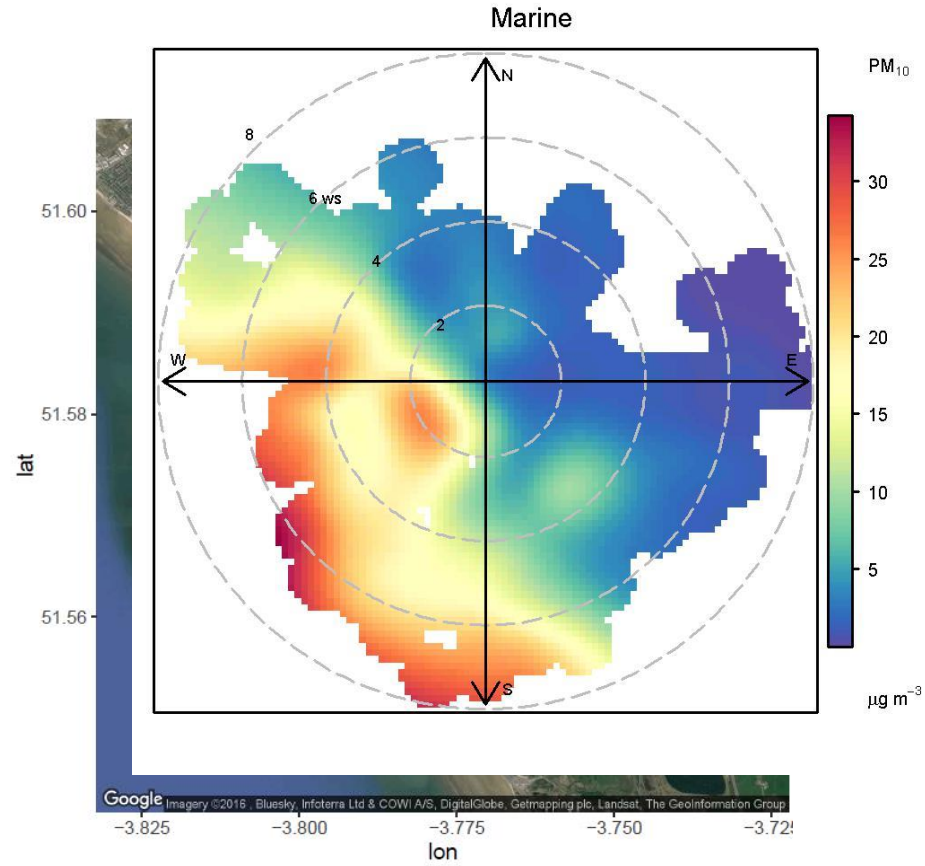 Marine
PM₁₀
N
8
6 ws
4
2
W
E
S
30
25
20
15
10
5
μg m⁻³
51.60
51.58
51.56
lat
Google Imagery ©2016 , Bluesky, Infoterra Ltd & COWI A/S, DigitalGlobe, Getmapping plc, Landsat, The GeoInformation Group
−3.825 −3.800 −3.775 −3.750 −3.72
lon